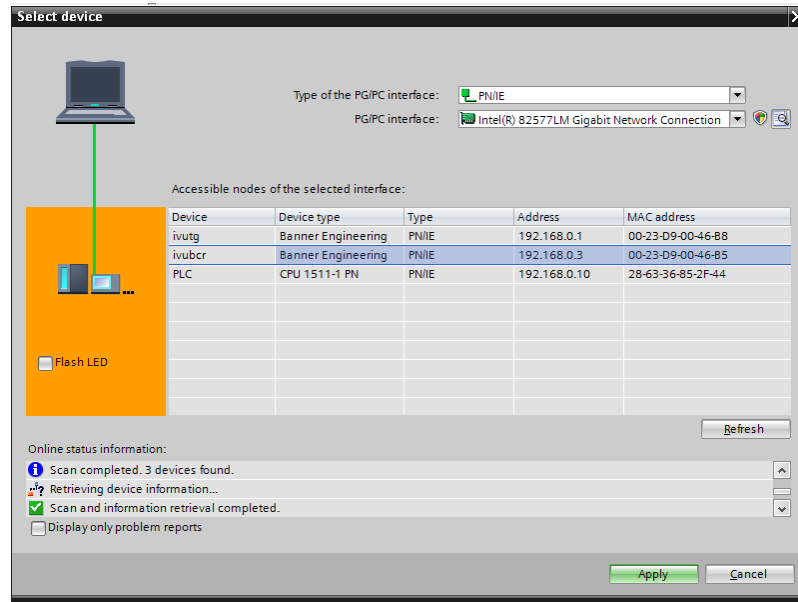 Select device
Type of the PG/PC interface: PN/IE
PG/PC interface: Intel(R) 82577LM Gigabit Network Connection
Accessible nodes of the selected interface:
Device Device type Type Address MAC address
ivutg Banner Engineering PN/IE 192.168.0.1 00-23-D9-00-46-B8
ivubcr Banner Engineering PN/IE 192.168.0.3 00-23-D9-00-46-B5
PLC CPU 1511-1 PN PN/IE 192.168.0.10 28-63-36-85-2F-44
Flash LED
Refresh
Online status information:
Scan completed. 3 devices found.
Retrieving device information...
Scan and information retrieval completed.
Display only problem reports
Apply Cancel